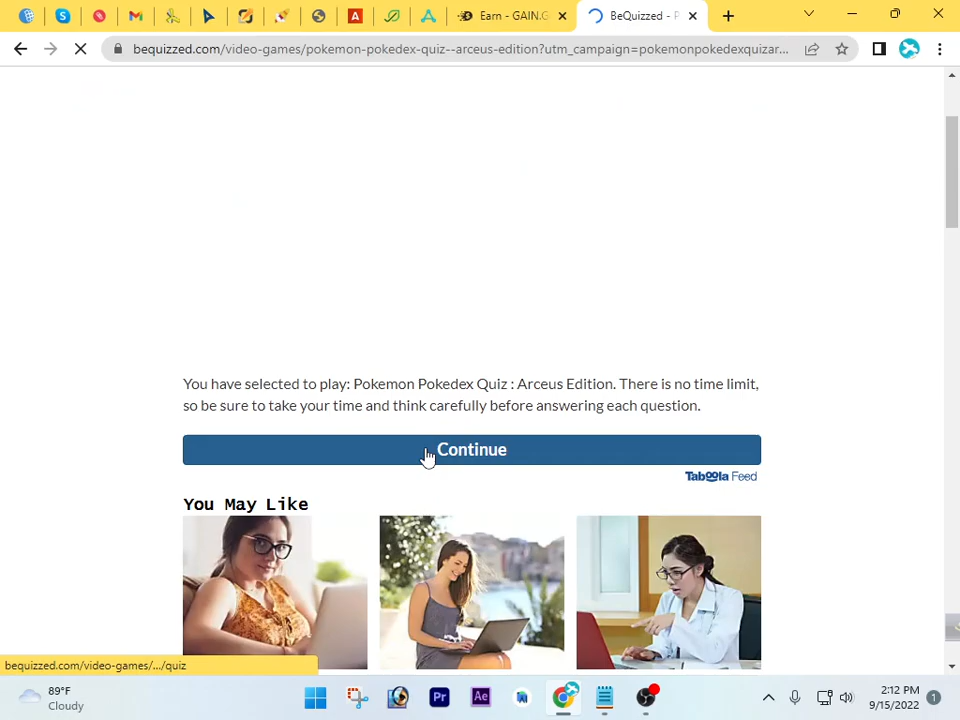 Earn - GAIN.G
BeQuizzed - P
bequizzed.com/video-games/pokemon-pokedex-quiz--arceus-edition?utm_campaign=pokemonpokedexquizar...
You have selected to play: Pokemon Pokedex Quiz : Arceus Edition. There is no time limit,
so be sure to take your time and think carefully before answering each question.
Continue
Taboola Feed
You May Like
bequizzed.com/video-games/.../quiz
89°F
Cloudy
Pr
Ae
2:12 PM
9/15/2022
1